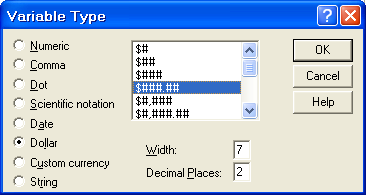 Variable Type
Numeric
Comma
Dot
Scientific notation
Date
Dollar
Custom currency
String
$#
$##
$###
$###.##
$#,###
$#,###.##
Width: 7
Decimal Places: 2
OK
Cancel
Help